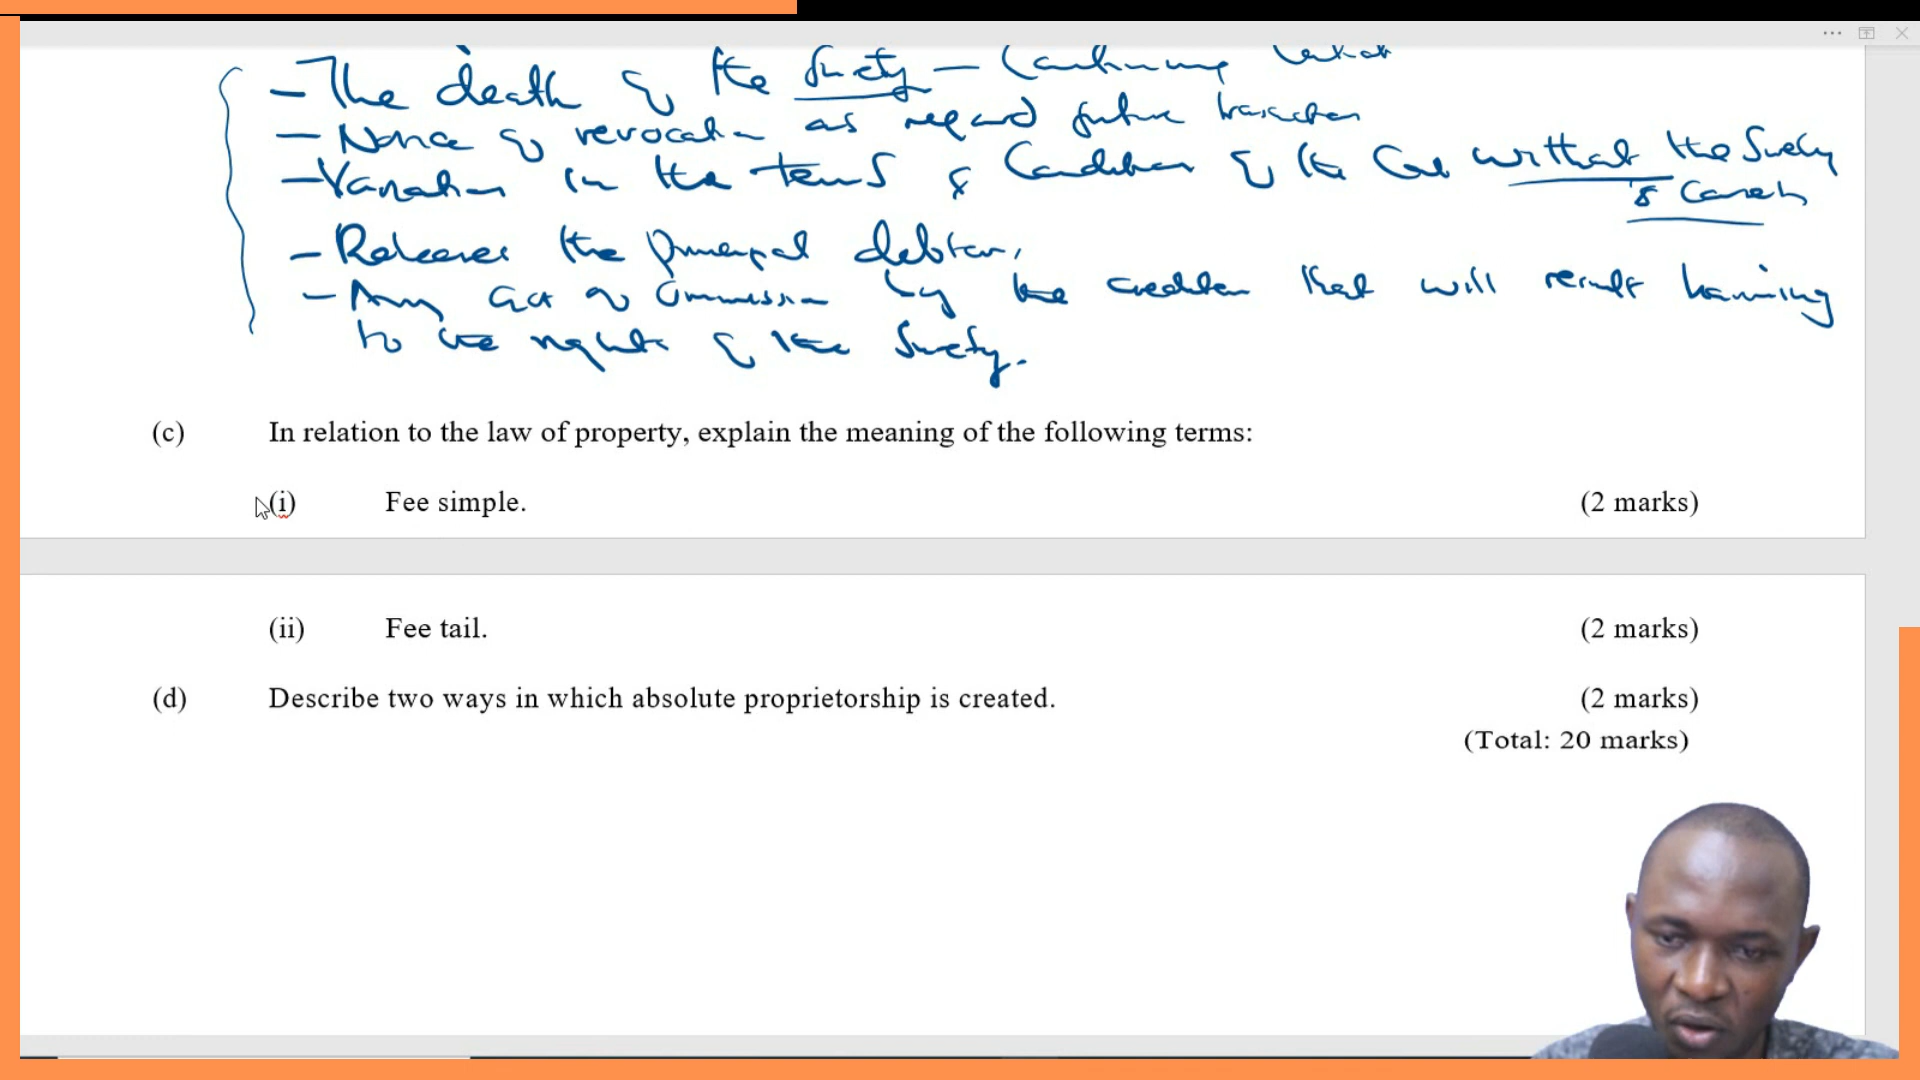 - The death of the Surety - Continuing
- Notice of revocation as regard future transaction
- Variation in the terms & Condition of the without the Surety
's Consent
- Releases the principal debtor,
- Any act or Ommission by the creditor that will result harming
to the rights of the Surety.
(c) In relation to the law of property, explain the meaning of the following terms:
(i) Fee simple. (2 marks)
(ii) Fee tail. (2 marks)
(d) Describe two ways in which absolute proprietorship is created. (2 marks)
(Total: 20 marks)